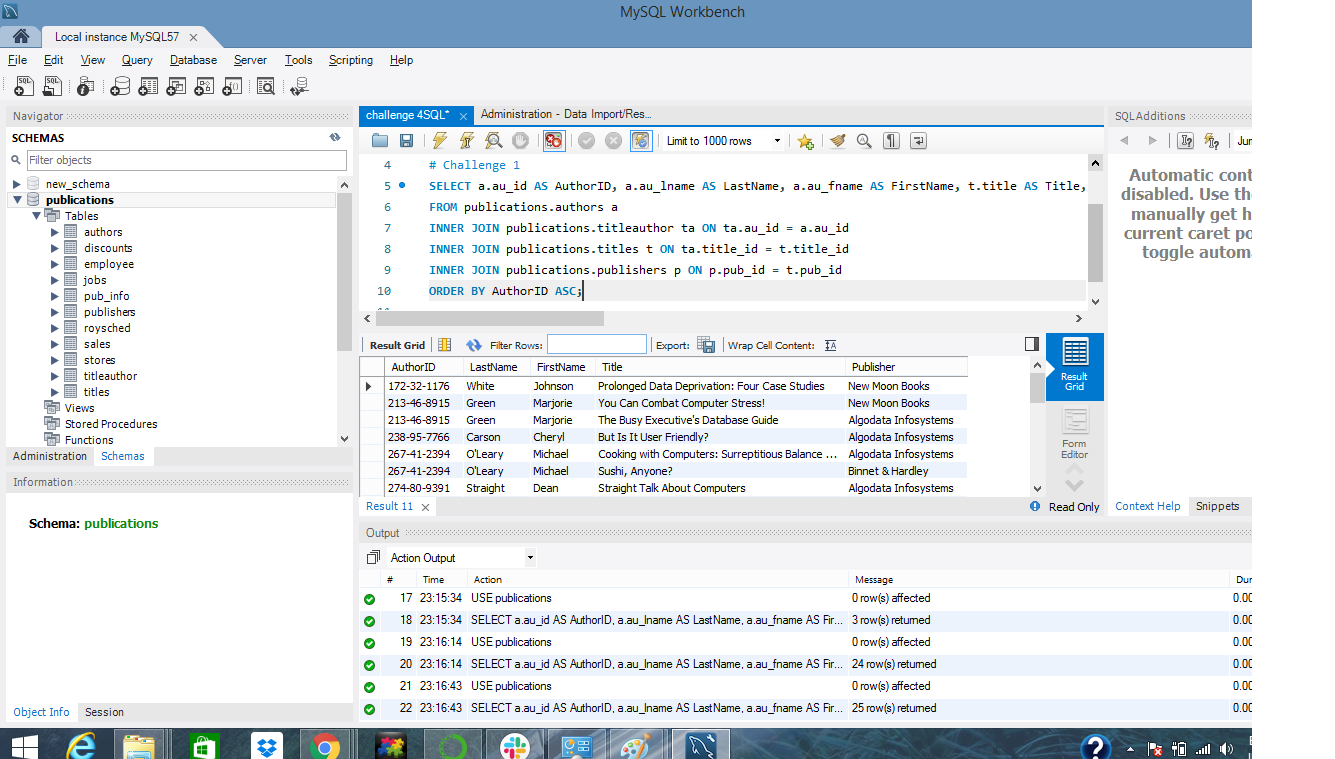 MySQL Workbench
Local instance MySQL57
File Edit View Query Database Server Tools Scripting Help
Navigator
SCHEMAS
Filter objects
new_schema
publications
Tables
authors
discounts
employee
jobs
pub_info
publishers
roysched
sales
stores
titleauthor
titles
Views
Stored Procedures
Functions
Administration Schemas
Information
Schema: publications
Object Info Session
challenge 4SQL* Administration - Data Import/Res...
Limit to 1000 rows
4 # Challenge 1
5 SELECT a.au_id AS AuthorID, a.au_lname AS LastName, a.au_fname AS FirstName, t.title AS Title,
6 FROM publications.authors a
7 INNER JOIN publications.titleauthor ta ON ta.au_id = a.au_id
8 INNER JOIN publications.titles t ON ta.title_id = t.title_id
9 INNER JOIN publications.publishers p ON p.pub_id = t.pub_id
10 ORDER BY AuthorID ASC;
Result Grid Filter Rows: Export: Wrap Cell Content:
AuthorID LastName FirstName Title Publisher
172-32-1176 White Johnson Prolonged Data Deprivation: Four Case Studies New Moon Books
213-46-8915 Green Marjorie You Can Combat Computer Stress! New Moon Books
213-46-8915 Green Marjorie The Busy Executive's Database Guide Algodata Infosystems
238-95-7766 Carson Cheryl But Is It User Friendly? Algodata Infosystems
267-41-2394 O'Leary Michael Cooking with Computers: Surreptitious Balance ... Algodata Infosystems
267-41-2394 O'Leary Michael Sushi, Anyone? Binnet & Hardley
274-80-9391 Straight Dean Straight Talk About Computers Algodata Infosystems
Result Grid
Form Editor
Result 11
Read Only
SQLAdditions
Jum
Automatic cont
disabled. Use the
manually get h
current caret po
toggle autom
Context Help Snippets
Output
Action Output
# Time Action Message Dur
17 23:15:34 USE publications 0 row(s) affected 0.00
18 23:15:34 SELECT a.au_id AS AuthorID, a.au_lname AS LastName, a.au_fname AS Fir... 3 row(s) returned 0.00
19 23:16:14 USE publications 0 row(s) affected 0.00
20 23:16:14 SELECT a.au_id AS AuthorID, a.au_lname AS LastName, a.au_fname AS Fir... 24 row(s) returned 0.00
21 23:16:43 USE publications 0 row(s) affected 0.00
22 23:16:43 SELECT a.au_id AS AuthorID, a.au_lname AS LastName, a.au_fname AS Fir... 25 row(s) returned 0.00